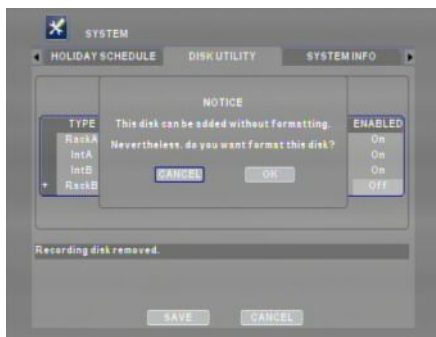 SYSTEM
HOLIDAY SCHEDULE DISK UTILITY SYSTEM INFO
NOTICE
This disk can be added without formatting.
Nevertheless, do you want format this disk?
CANCEL OK
TYPE ENABLED
RackA On
IntA On
IntB On
+ RackB Off
Recording disk removed.
SAVE CANCEL